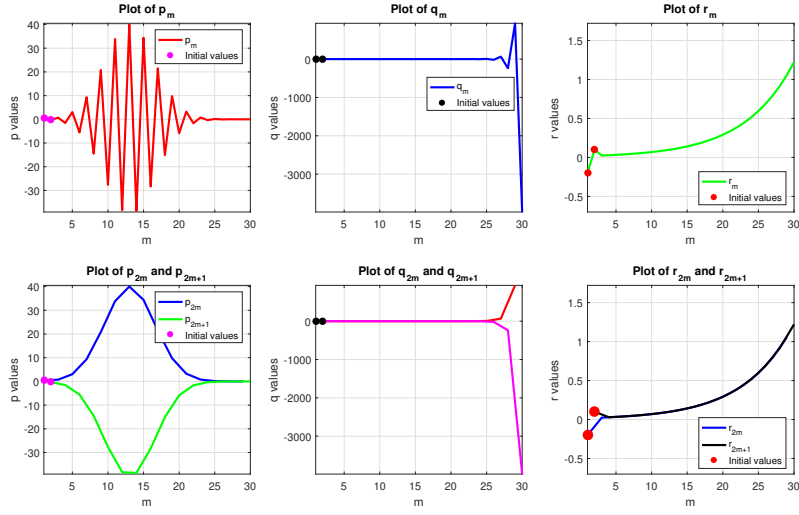 Plot of p_m
40
30
20
10
0
-10
-20
-30
p values
5
10
15
20
25
30
m
p_m
Initial values
Plot of q_m
0
-1000
-2000
-3000
q values
5
10
15
20
25
30
m
q_m
Initial values
Plot of r_m
1.5
1
0.5
0
-0.5
r values
5
10
15
20
25
30
m
r_m
Initial values
Plot of p_2m and p_2m+1
40
30
20
10
0
-10
-20
-30
p values
5
10
15
20
25
30
m
p_2m
p_2m+1
Initial values
Plot of q_2m and q_2m+1
0
-1000
-2000
-3000
q values
5
10
15
20
25
30
m
Plot of r_2m and r_2m+1
1.5
1
0.5
0
-0.5
r values
5
10
15
20
25
30
m
r_2m
r_2m+1
Initial values